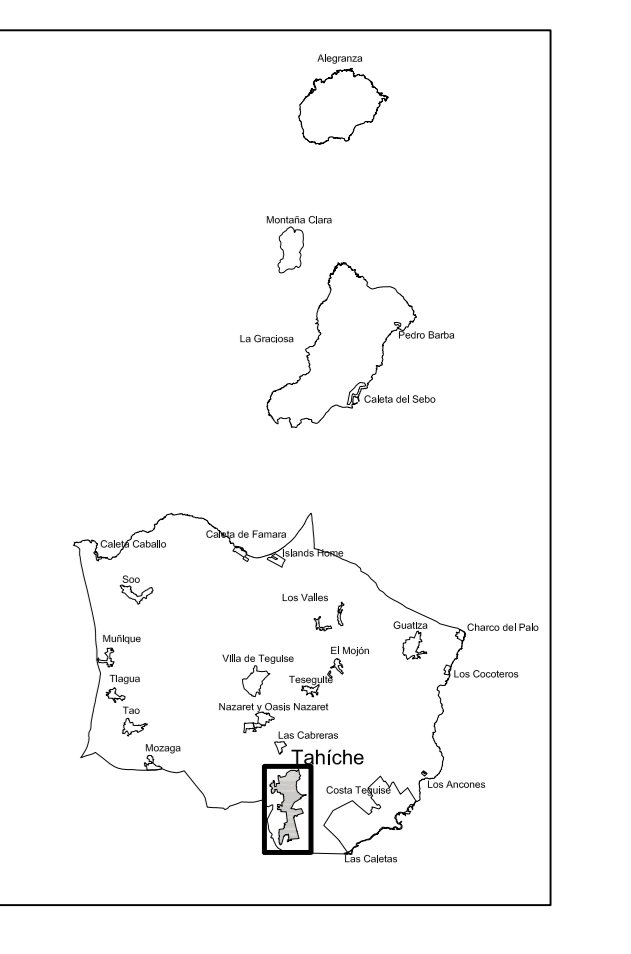 Alegranza
Montaña Clara
La Graciosa
Pedro Barba
Caleta del Sebo
Caleta de Famara
Caleta Caballo
Islands Home
Soo
Los Valles
Guatiza
Charco del Palo
Muñique
El Mojón
Villa de Teguise
Los Cocoteros
Tiagua
Teseguite
Tao
Nazaret y Oasis Nazaret
Las Cabreras
Mozaga
Tahíche
Costa Teguise
Los Ancones
Las Caletas